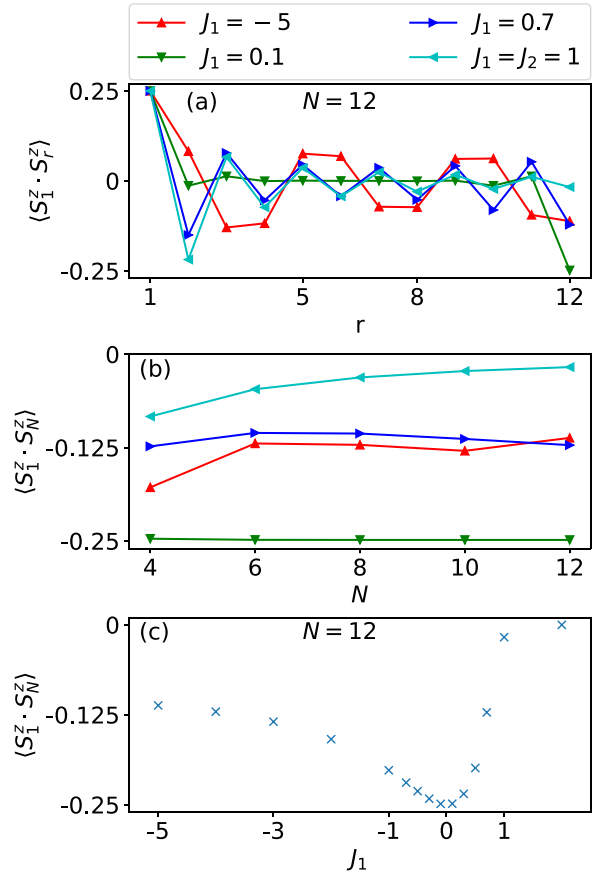 J₁ = −5 J₁ = 0.7
J₁ = 0.1 J₁ = J₂ = 1
(a) N = 12
0.25
0
-0.25
⟨S₁ᶻ · Sᵣᶻ⟩
1 5 8 12
r
(b)
0
-0.125
-0.25
⟨S₁ᶻ · S_Nᶻ⟩
4 6 8 10 12
N
(c) N = 12
0
-0.125
-0.25
⟨S₁ᶻ · S_Nᶻ⟩
-5 -3 -1 0 1
J₁